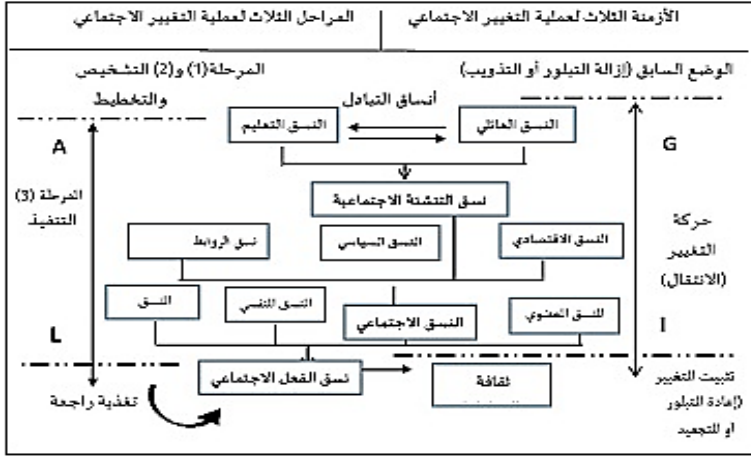 الأزمنة الثلاث لعملية التغيير الاجتماعي
المراحل الثلاث لعملية التغيير الاجتماعي
الوضع السابق (إزالة التبلور أو التذويب)
المرحلة (1) و(2) التشخيص
والتخطيط
أنساق التبادل
النسق العائلي
النسق التعليم
A
G
نسق التنشئة الاجتماعية
المرحلة (3)
التنفيذ
حركة
التغيير
(الانتقال)
النسق الاقتصادي
النسق السياسي
نسق الروابط
النسق العضوي
النسق الاجتماعي
النسق النفسي
النسق
L
I
نسق الفعل الاجتماعي
ثقافة
تغذية راجعة
تثبيت التغيير
(إعادة التبلور
او التجميد